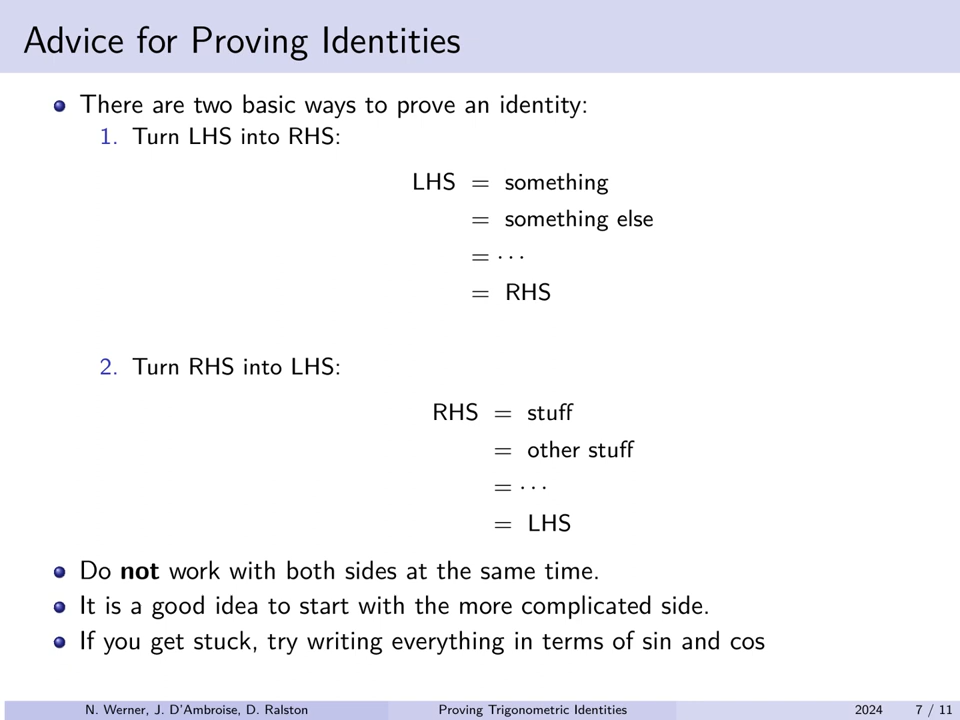 Advice for Proving Identities
There are two basic ways to prove an identity:
1. Turn LHS into RHS:
LHS = something
= something else
= ⋯
= RHS
2. Turn RHS into LHS:
RHS = stuff
= other stuff
= ⋯
= LHS
Do not work with both sides at the same time.
It is a good idea to start with the more complicated side.
If you get stuck, try writing everything in terms of sin and cos
N. Werner, J. D'Ambroise, D. Ralston Proving Trigonometric Identities 2024 7 / 11